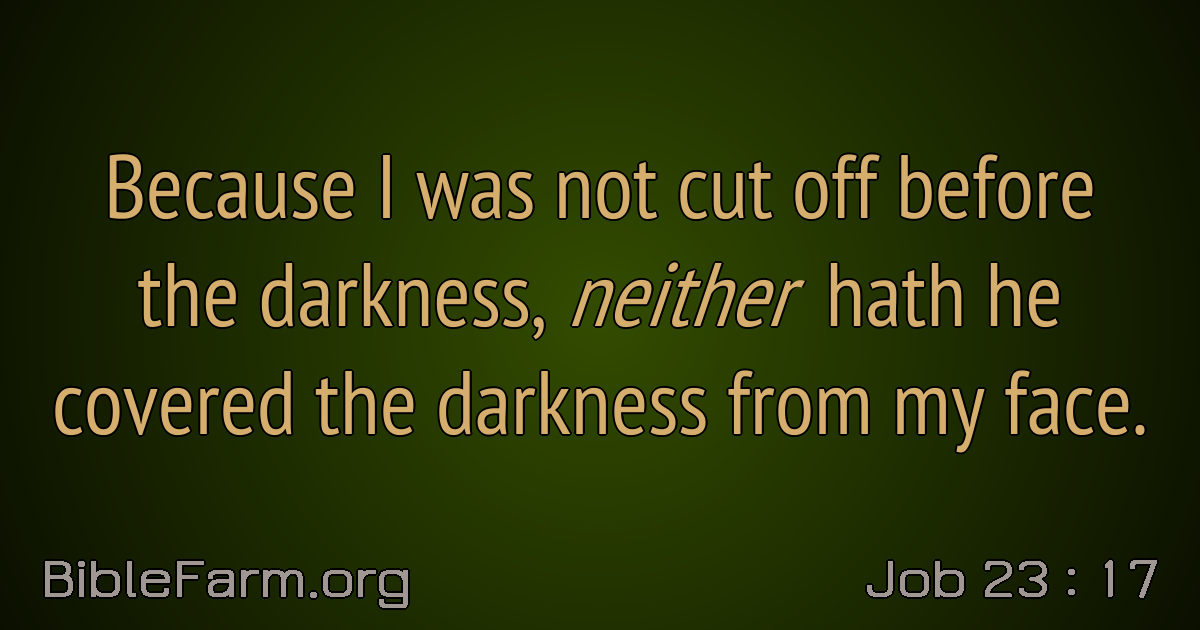 Because I was not cut off before
the darkness, neither hath he
covered the darkness from my face.
BibleFarm.org
Job 23 : 17